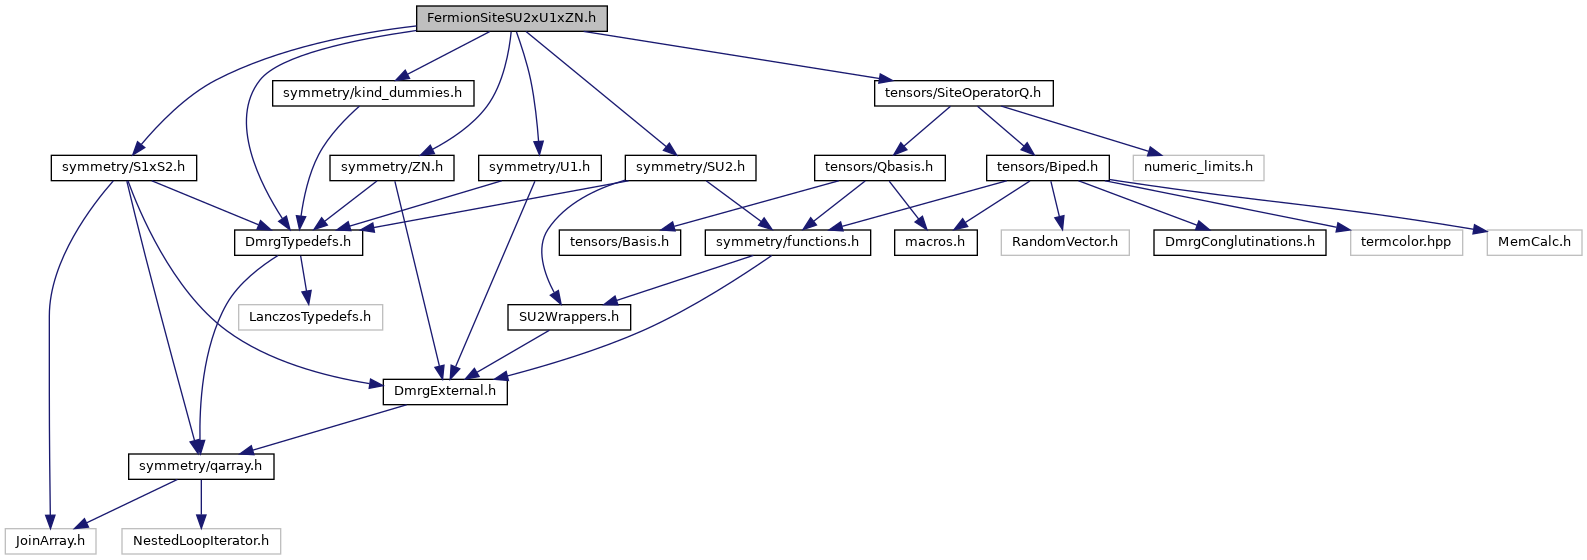 FermionSiteSU2xU1xZN.h
symmetry/kind_dummies.h
tensors/SiteOperatorQ.h
symmetry/S1xS2.h
symmetry/ZN.h
symmetry/U1.h
symmetry/SU2.h
tensors/Qbasis.h
tensors/Biped.h
numeric_limits.h
DmrgTypedefs.h
tensors/Basis.h
symmetry/functions.h
macros.h
RandomVector.h
DmrgConglutinations.h
termcolor.hpp
MemCalc.h
LanczosTypedefs.h
SU2Wrappers.h
DmrgExternal.h
symmetry/qarray.h
JoinArray.h
NestedLoopIterator.h